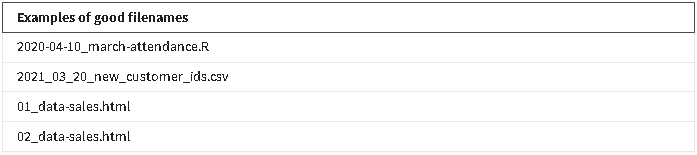 Examples of good filenames
2020-04-10_march-attendance.R
2021_03_20_new_customer_ids.csv
01_data-sales.html
02_data-sales.html